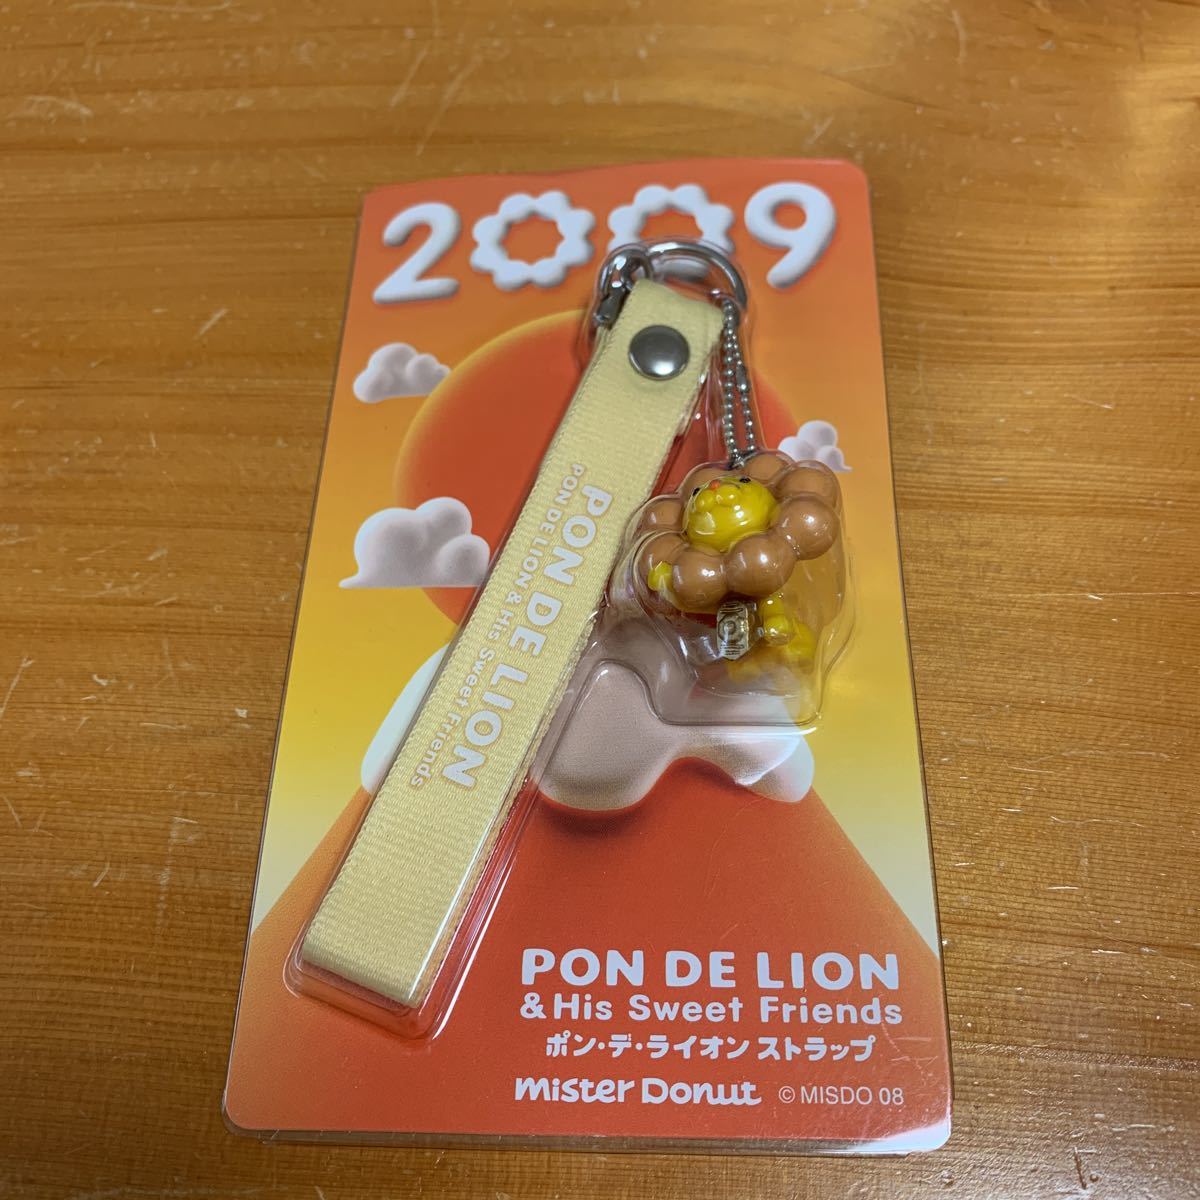 2009
PON DE LION
PON DE LION & His Sweet Friends
PON DE LION
& His Sweet Friends
ポン・デ・ライオン ストラップ
mister Donut © MISDO 08